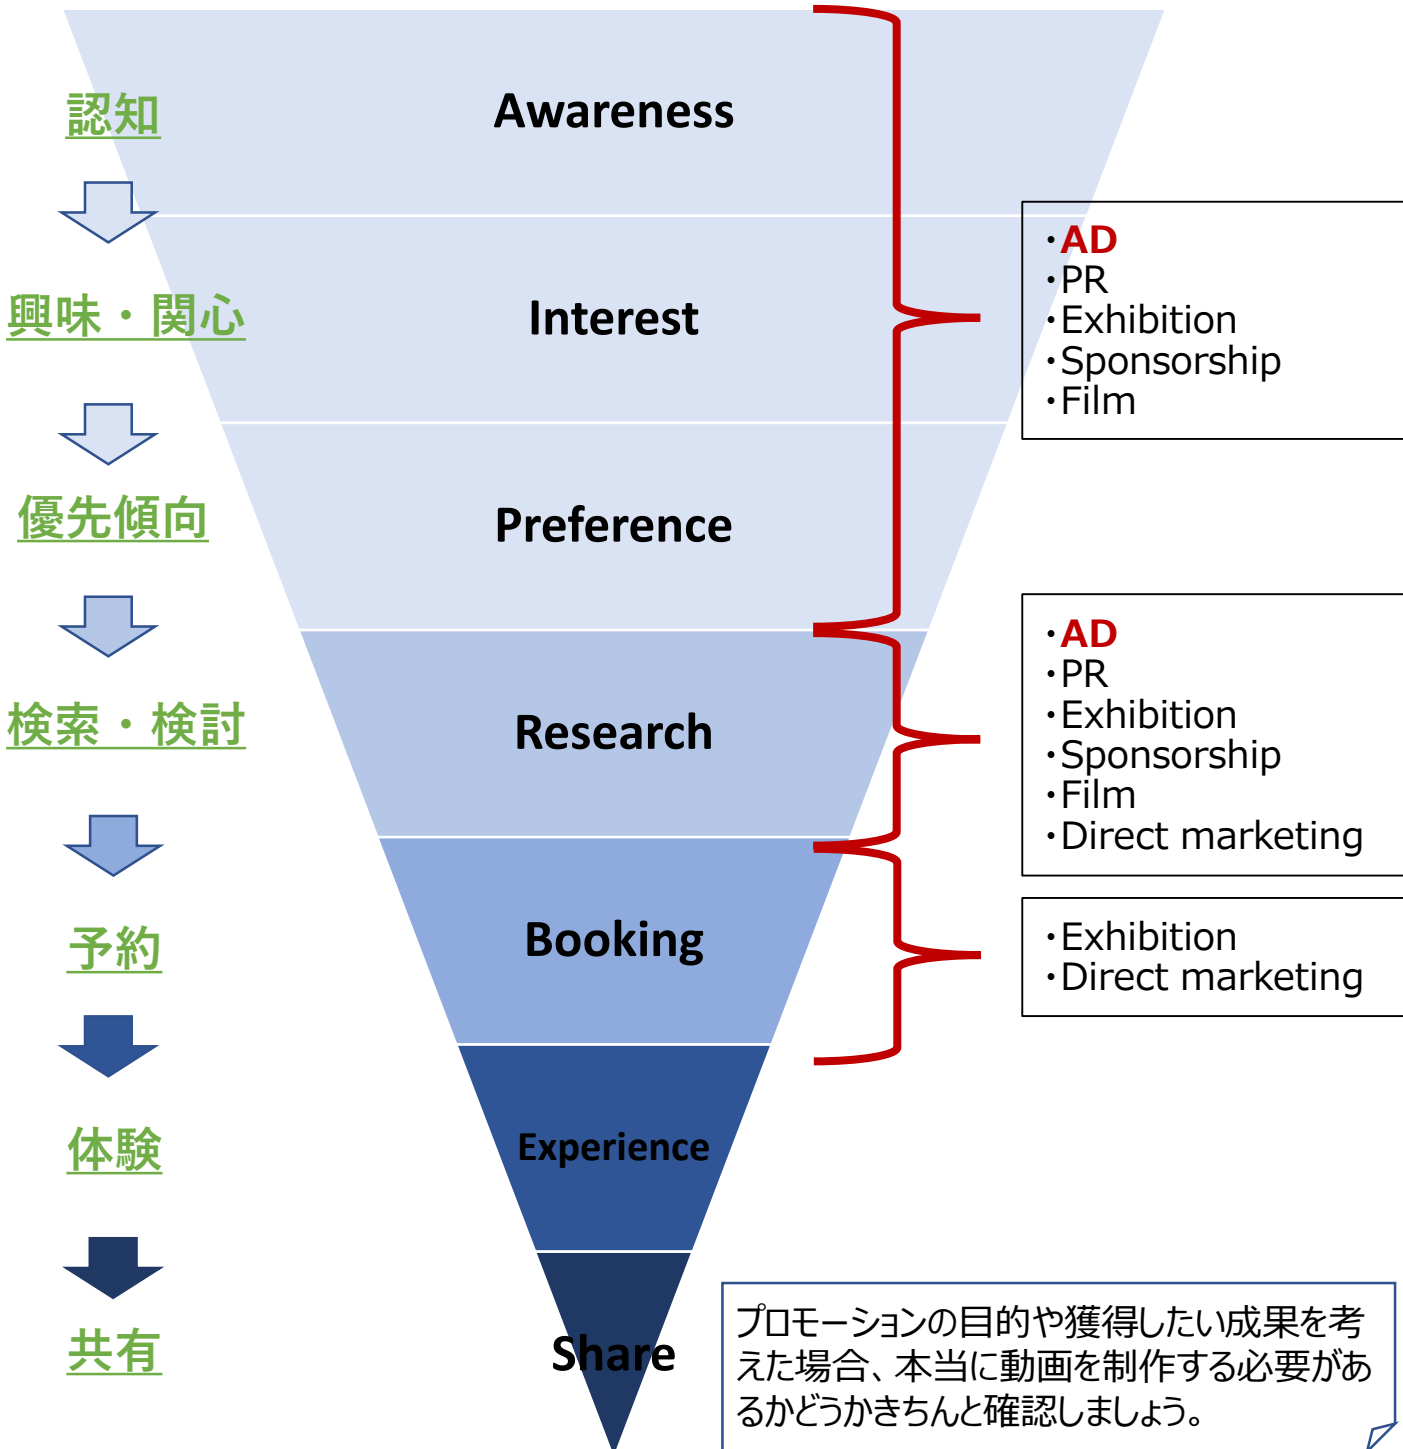 認知
Awareness
興味・関心
Interest
・AD
・PR
・Exhibition
・Sponsorship
・Film
優先傾向
Preference
検索・検討
Research
・AD
・PR
・Exhibition
・Sponsorship
・Film
・Direct marketing
予約
Booking
・Exhibition
・Direct marketing
体験
Experience
共有
Share
プロモーションの目的や獲得したい成果を考
えた場合、本当に動画を制作する必要があ
るかどうかきちんと確認しましょう。